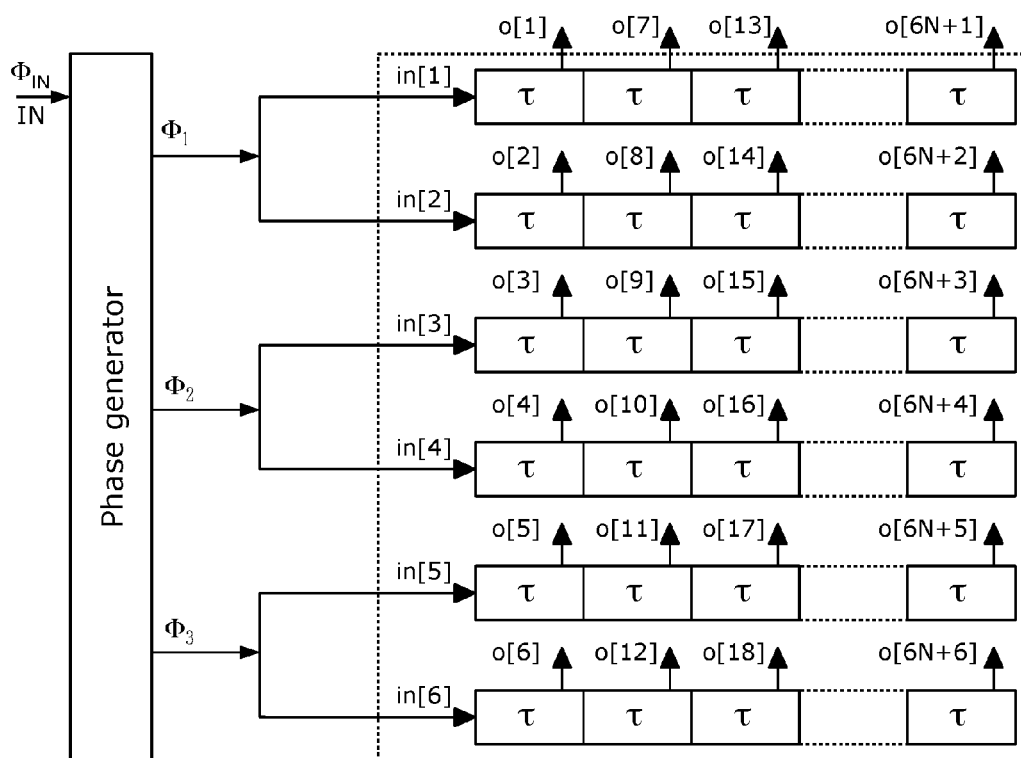 o[1] o[7] o[13] o[6N+1]
Φ_IN
IN
in[1]
τ τ τ τ
Φ₁
o[2] o[8] o[14] o[6N+2]
in[2]
τ τ τ τ
o[3] o[9] o[15] o[6N+3]
in[3]
τ τ τ τ
Φ₂
o[4] o[10] o[16] o[6N+4]
in[4]
τ τ τ τ
Phase generator
o[5] o[11] o[17] o[6N+5]
in[5]
τ τ τ τ
Φ₃
o[6] o[12] o[18] o[6N+6]
in[6]
τ τ τ τ